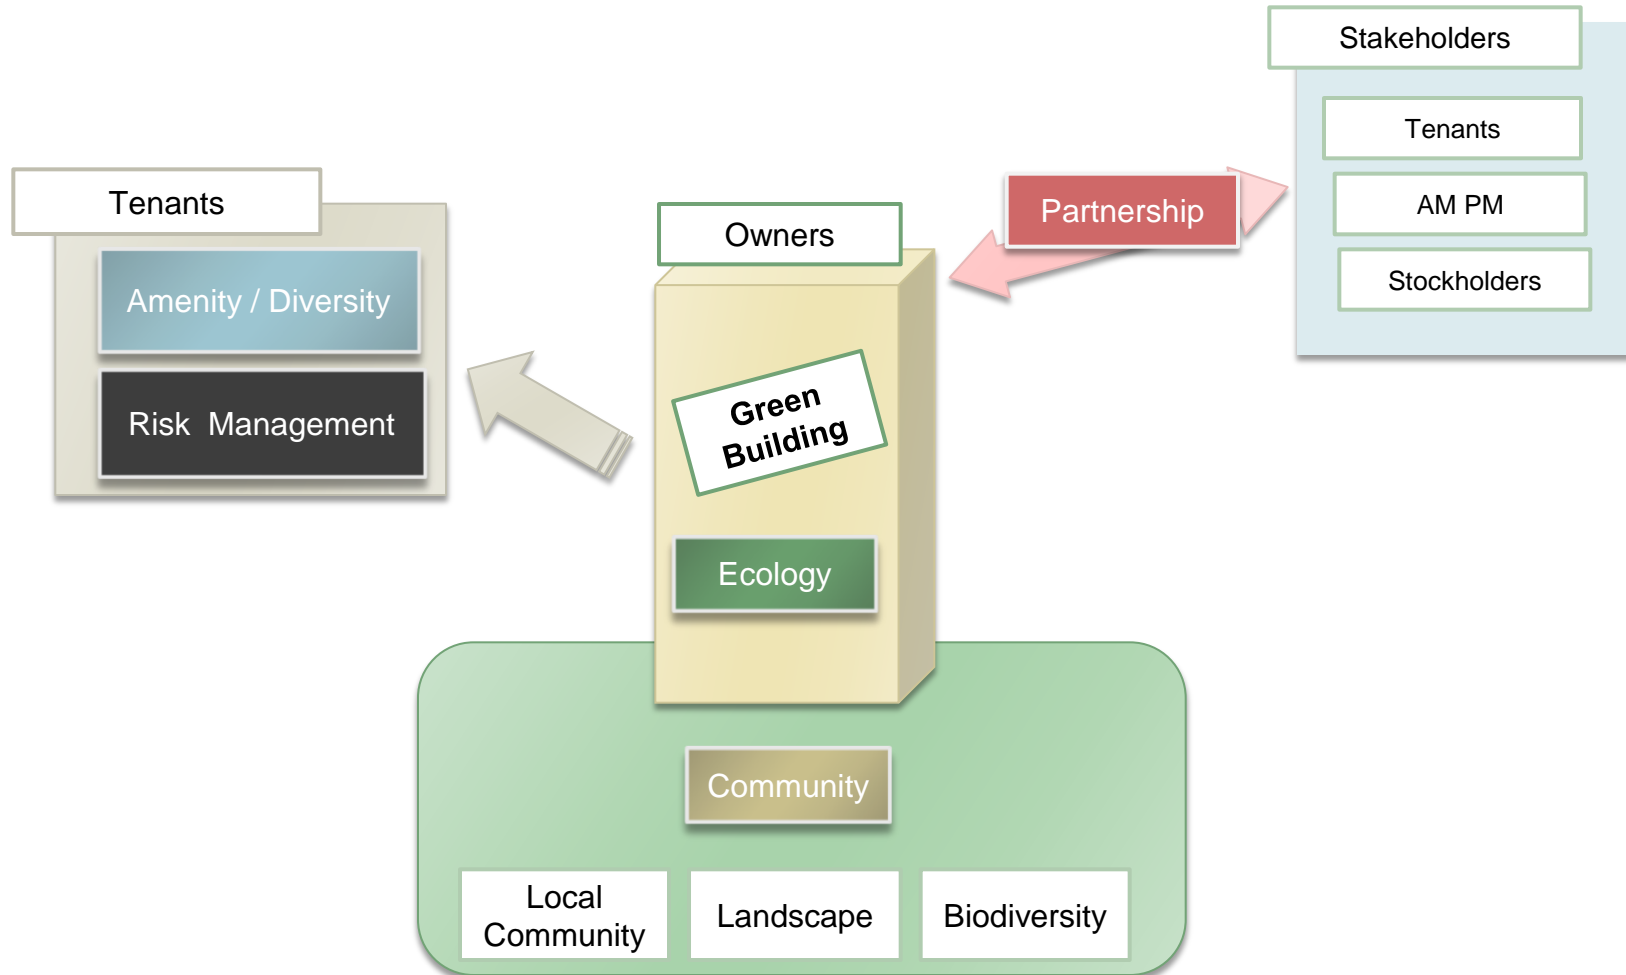 Stakeholders
Tenants
AM PM
Stockholders
Partnership
Tenants
Amenity / Diversity
Risk Management
Owners
Green
Building
Ecology
Community
Local
Community
Landscape
Biodiversity